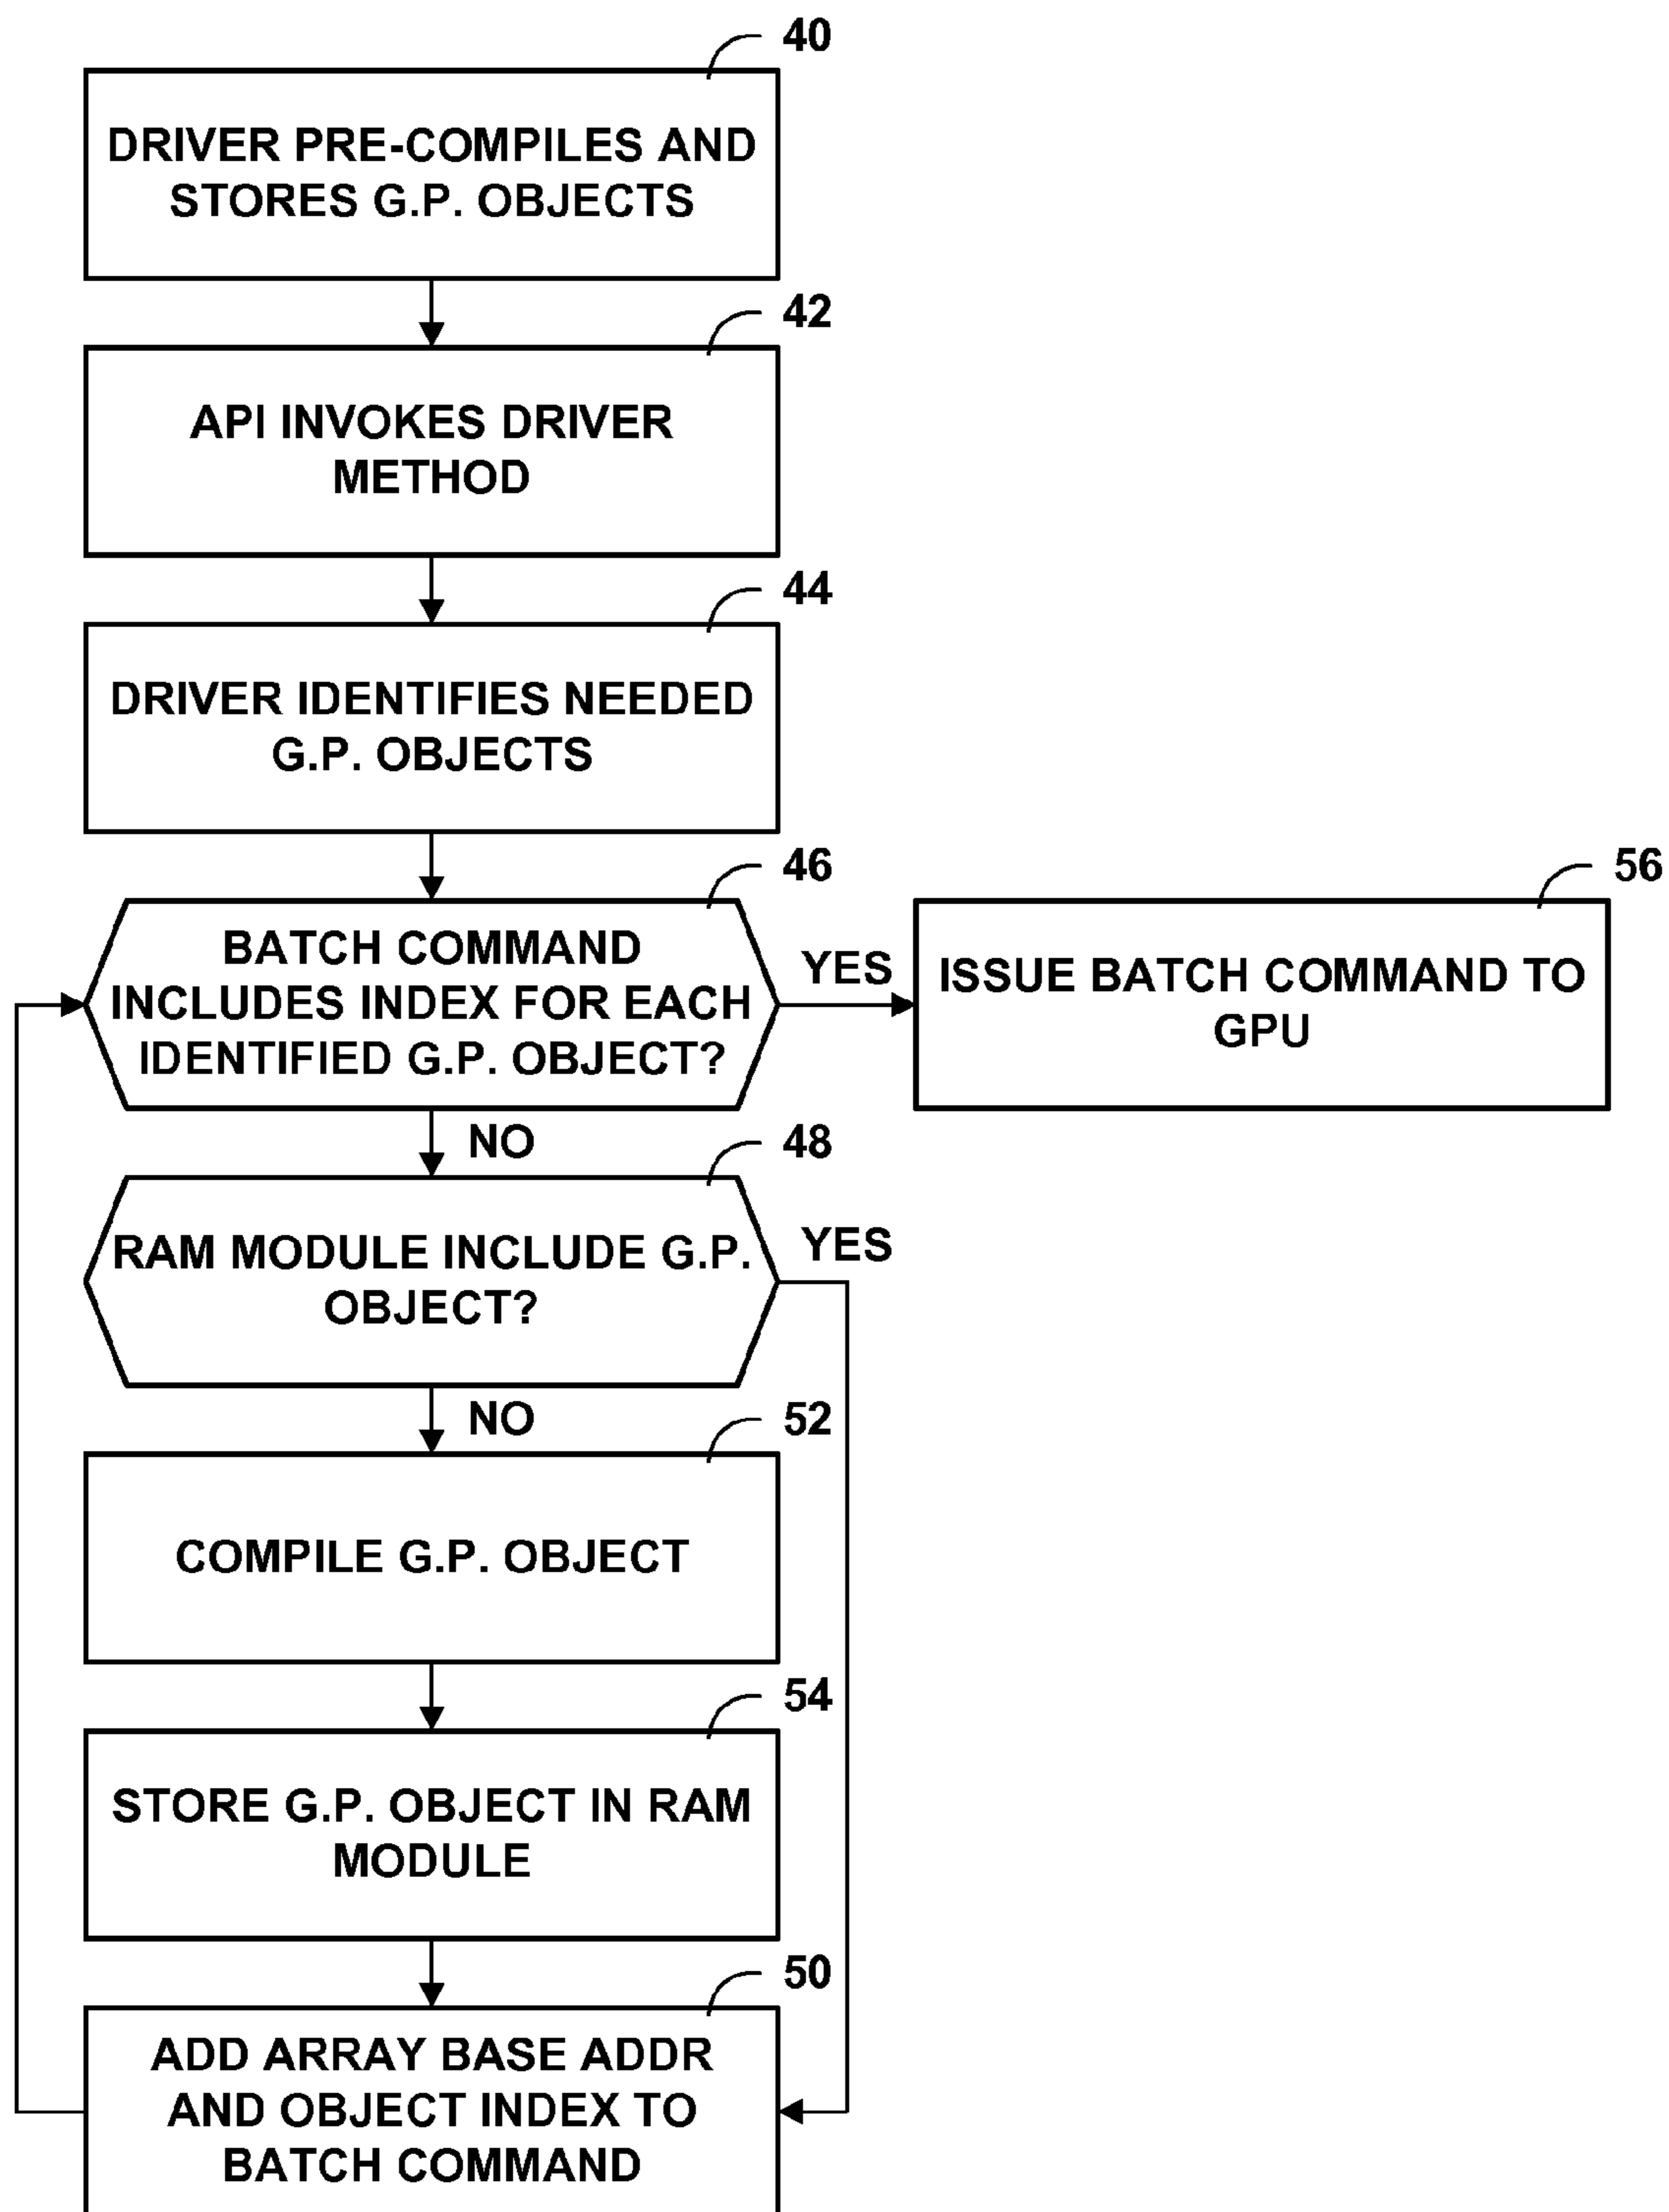 40
DRIVER PRE-COMPILES AND
STORES G.P. OBJECTS
42
API INVOKES DRIVER
METHOD
44
DRIVER IDENTIFIES NEEDED
G.P. OBJECTS
46
BATCH COMMAND
INCLUDES INDEX FOR EACH
IDENTIFIED G.P. OBJECT?
YES
56
ISSUE BATCH COMMAND TO
GPU
NO
48
RAM MODULE INCLUDE G.P.
OBJECT?
YES
NO
52
COMPILE G.P. OBJECT
54
STORE G.P. OBJECT IN RAM
MODULE
50
ADD ARRAY BASE ADDR
AND OBJECT INDEX TO
BATCH COMMAND